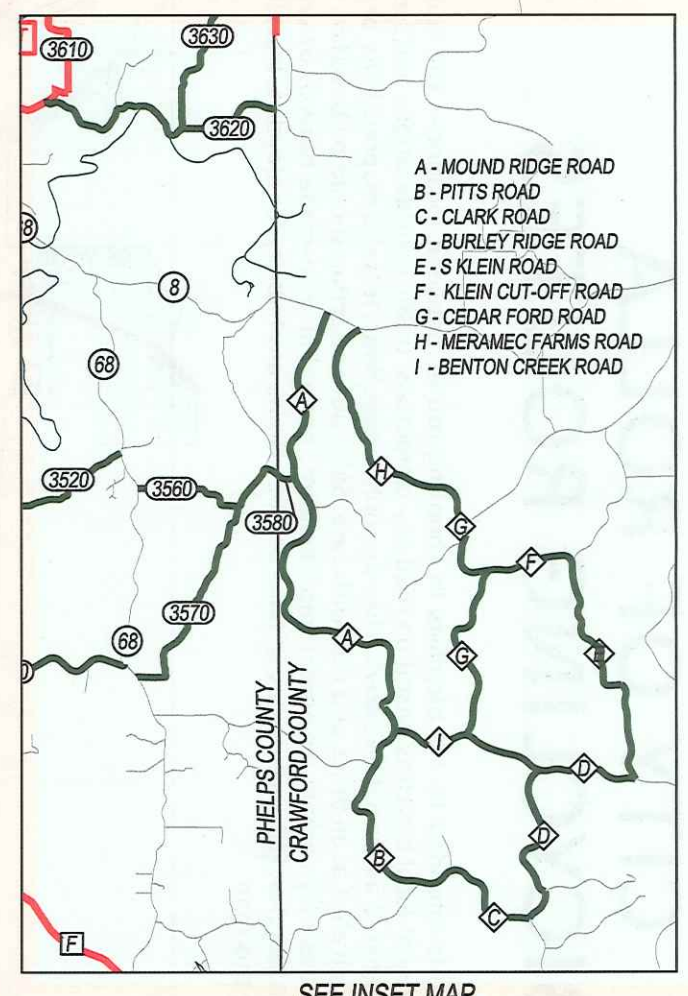 3610
3630
3620
A - MOUND RIDGE ROAD
B - PITTS ROAD
C - CLARK ROAD
D - BURLEY RIDGE ROAD
E - S KLEIN ROAD
F - KLEIN CUT-OFF ROAD
G - CEDAR FORD ROAD
H - MERAMEC FARMS ROAD
I - BENTON CREEK ROAD
8
8
68
A
H
3520
3560
3580
G
F
3570
68
A
G
E
PHELPS COUNTY
CRAWFORD COUNTY
I
D
D
B
C
F
SEE INSET MAP